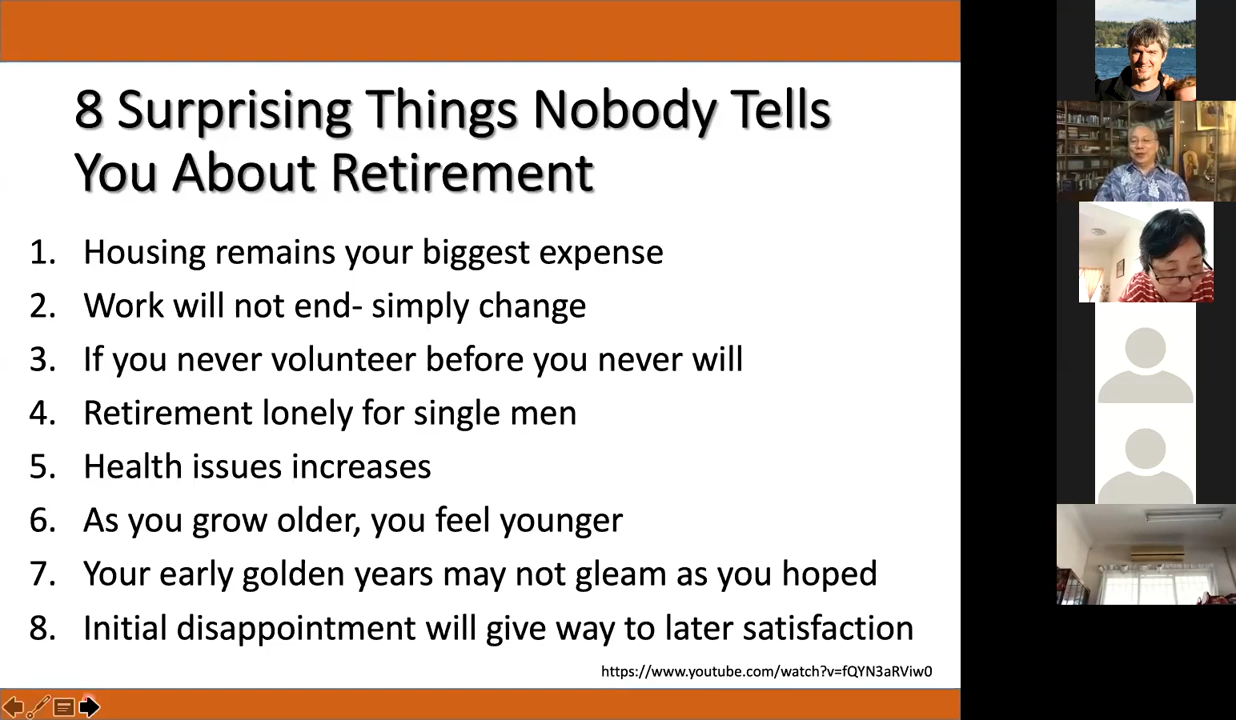 8 Surprising Things Nobody Tells
You About Retirement
1. Housing remains your biggest expense
2. Work will not end- simply change
3. If you never volunteer before you never will
4. Retirement lonely for single men
5. Health issues increases
6. As you grow older, you feel younger
7. Your early golden years may not gleam as you hoped
8. Initial disappointment will give way to later satisfaction
https://www.youtube.com/watch?v=fQYN3aRViw0